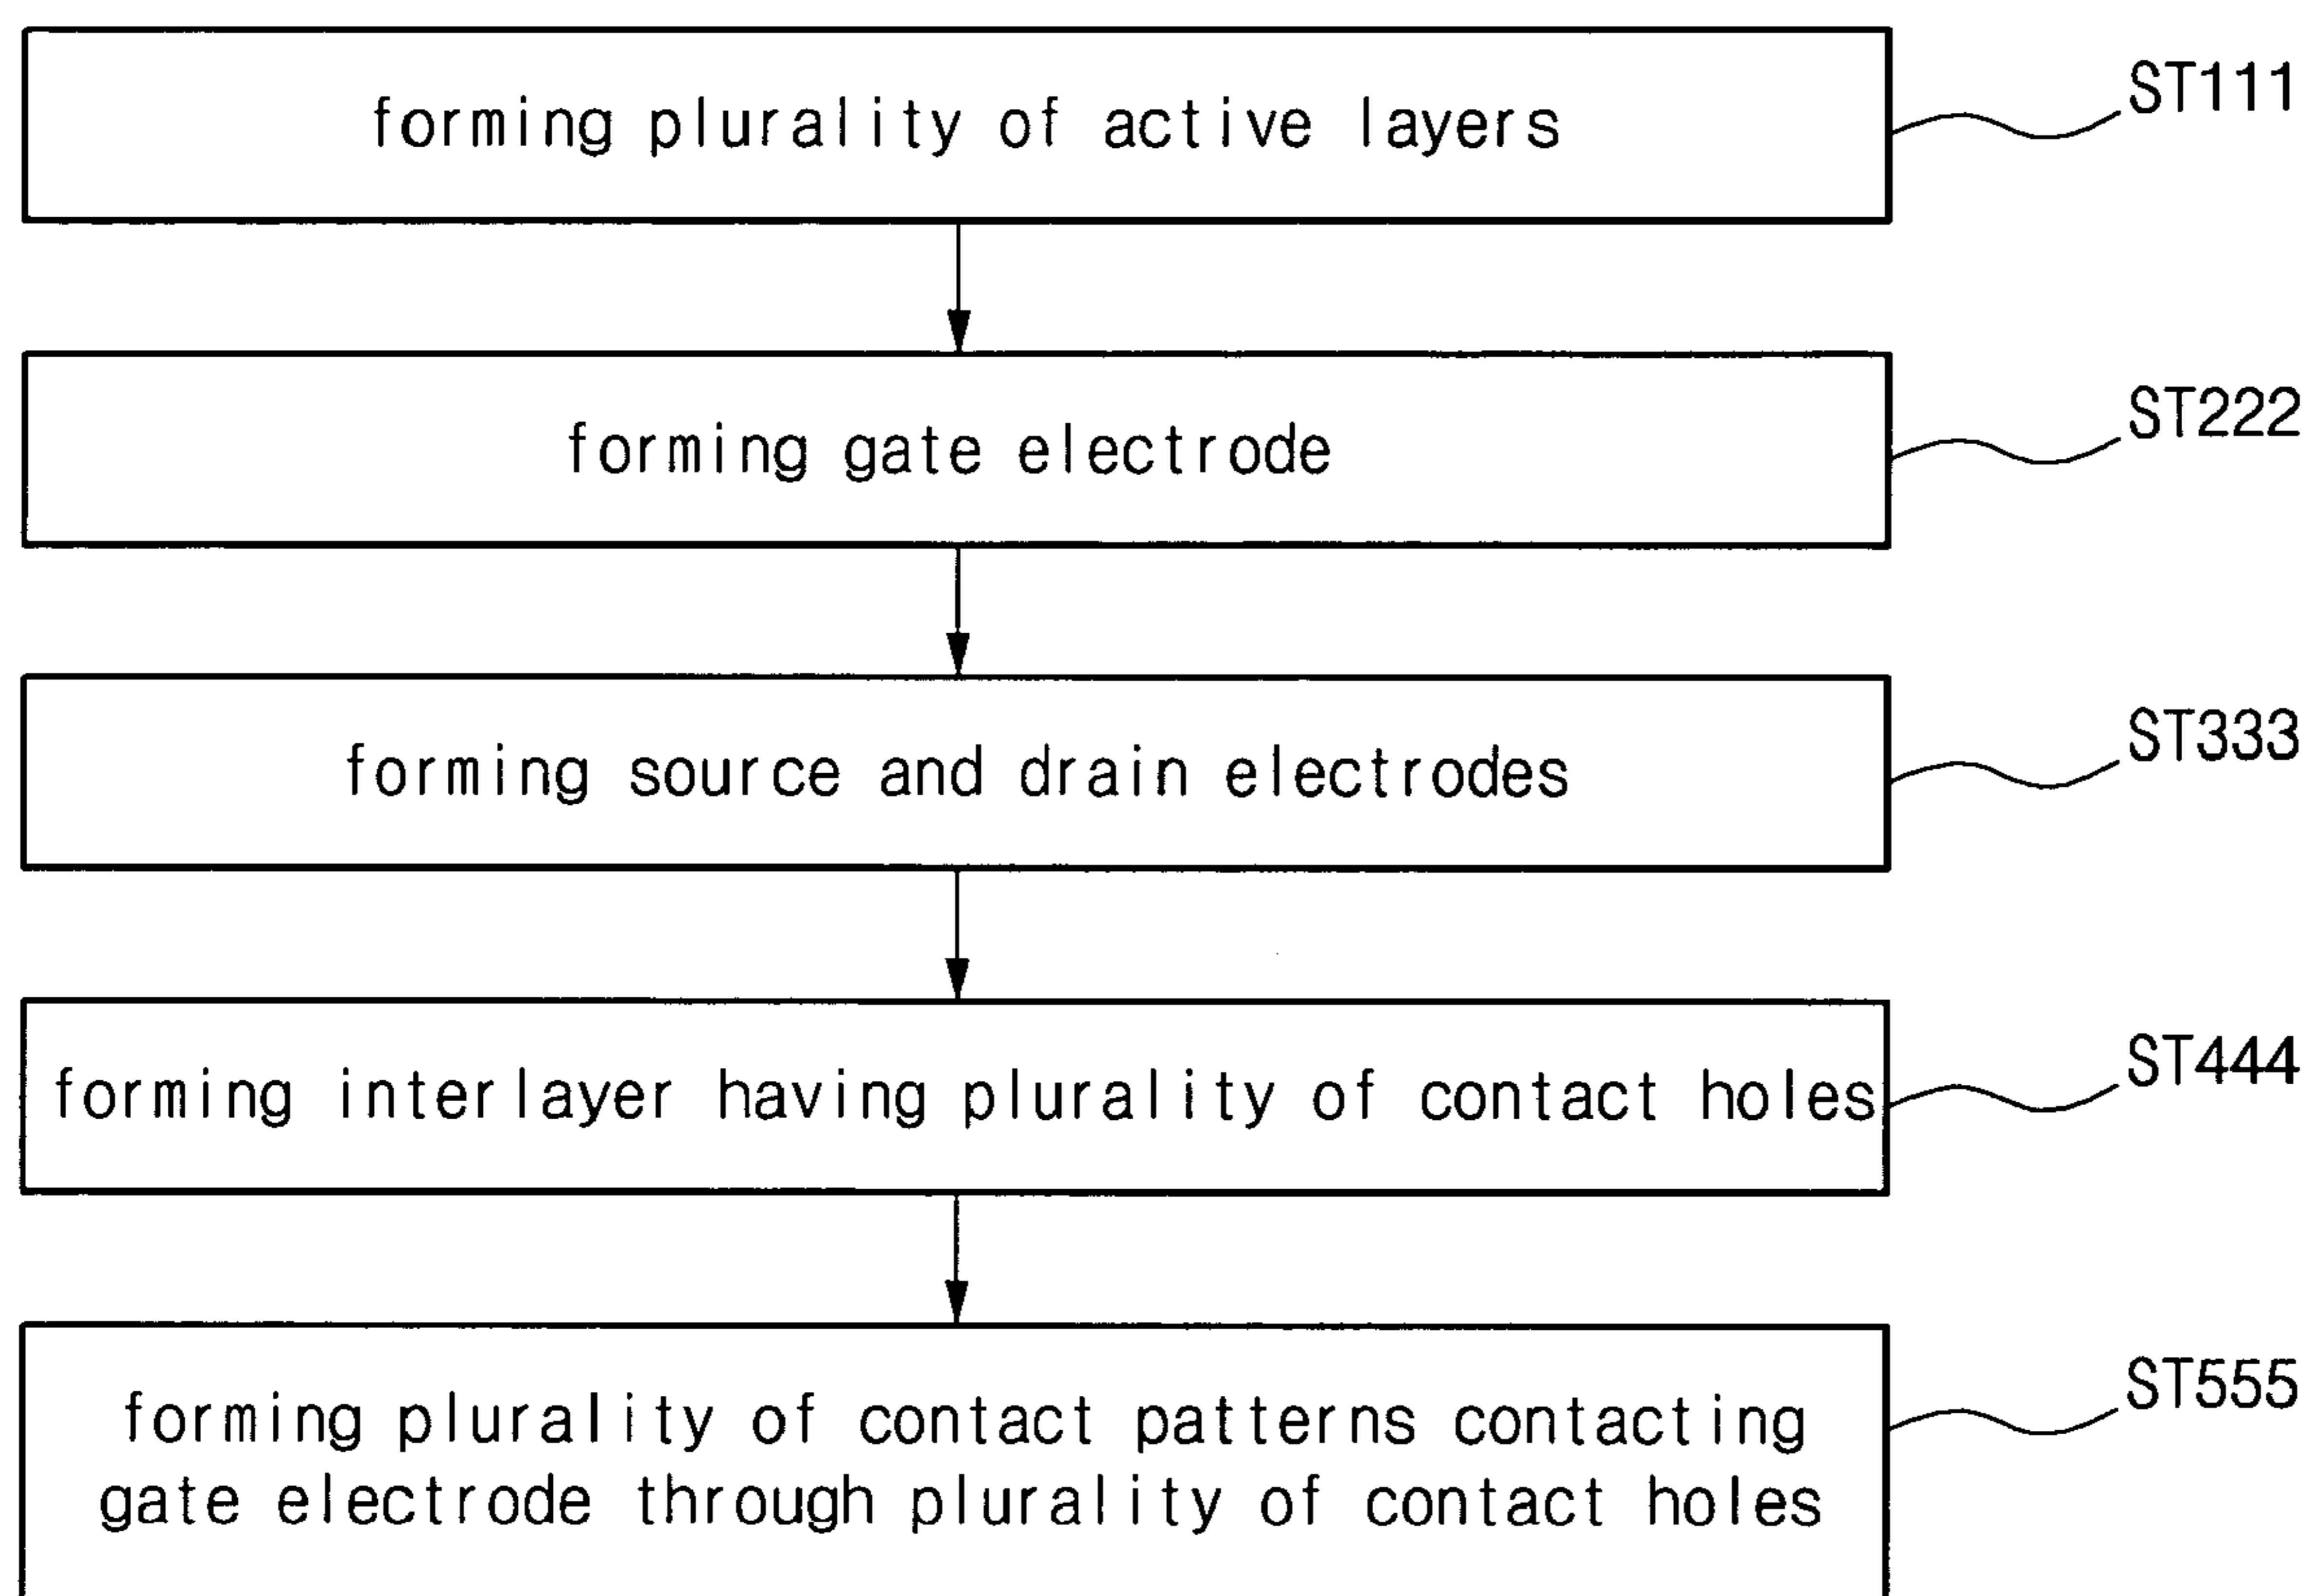 forming plurality of active layers
ST111
forming gate electrode
ST222
forming source and drain electrodes
ST333
forming interlayer having plurality of contact holes
ST444
forming plurality of contact patterns contacting
gate electrode through plurality of contact holes
ST555